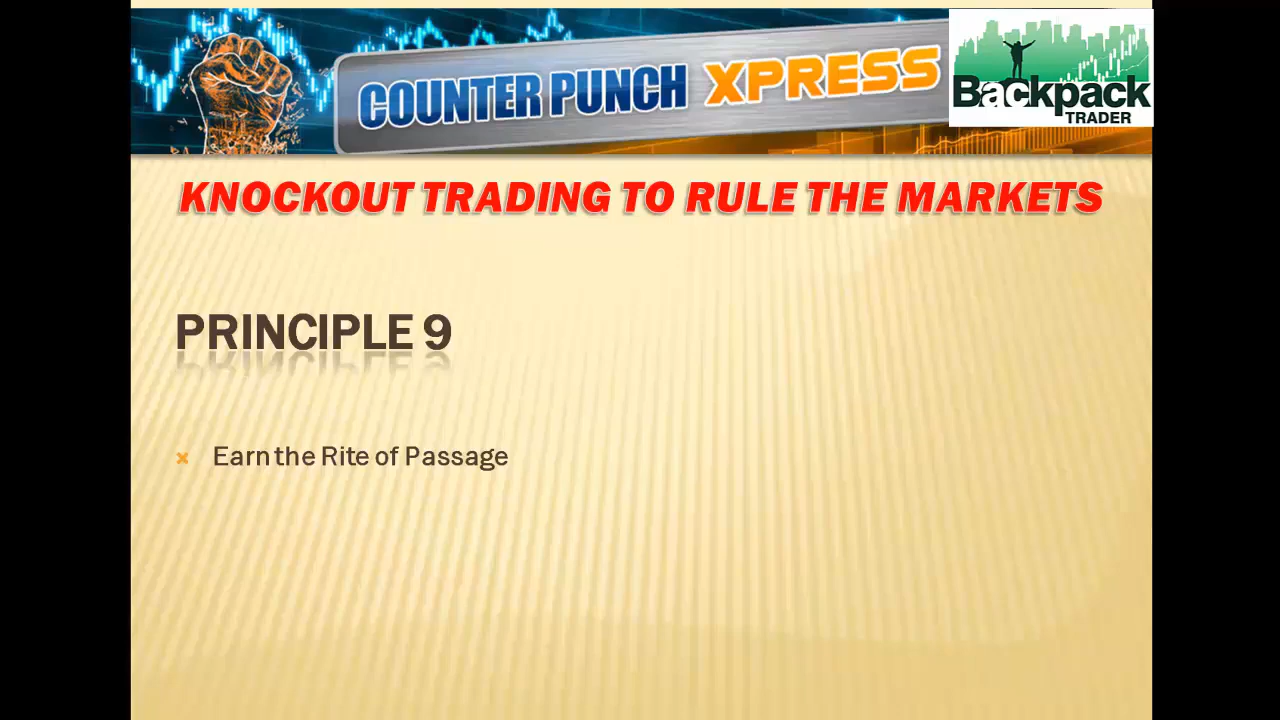 COUNTER PUNCH XPRESS
Backpack
TRADER
KNOCKOUT TRADING TO RULE THE MARKETS
PRINCIPLE 9
Earn the Rite of Passage